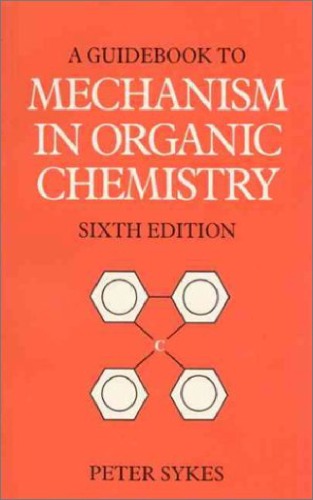 A GUIDEBOOK TO
MECHANISM
IN ORGANIC
CHEMISTRY
SIXTH EDITION
C
PETER SYKES